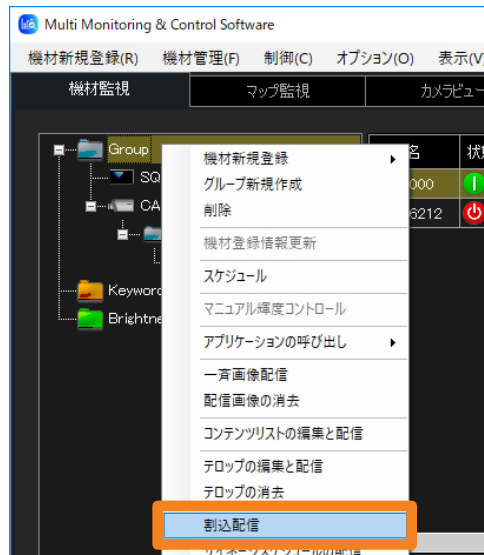 Multi Monitoring & Control Software
機材新規登録(R) 機材管理(F) 制御(C) オプション(O) 表示(V)
機材監視 マップ監視 カメラビュー
Group
名 状
SQ
000
CA
6212
Keyword
Brightne
機材新規登録
グループ新規作成
削除
機材登録情報更新
スケジュール
マニュアル輝度コントロール
アプリケーションの呼び出し
一斉画像配信
配信画像の消去
コンテンツリストの編集と配信
テロップの編集と配信
テロップの消去
割込配信